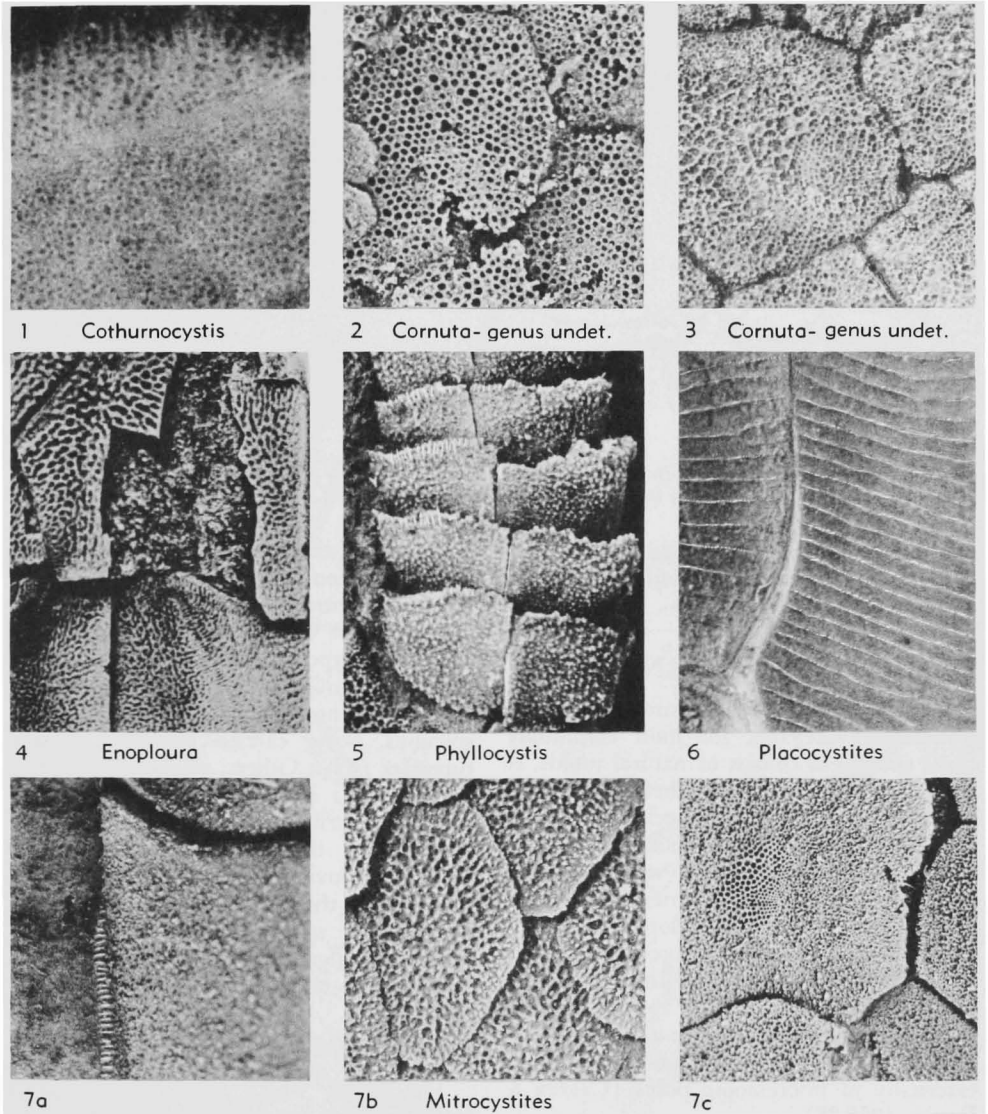 1 Cothurnocystis
2 Cornuta- genus undet.
3 Cornuta- genus undet.
4 Enoploura
5 Phyllocystis
6 Placocystites
7a
7b Mitrocystites
7c